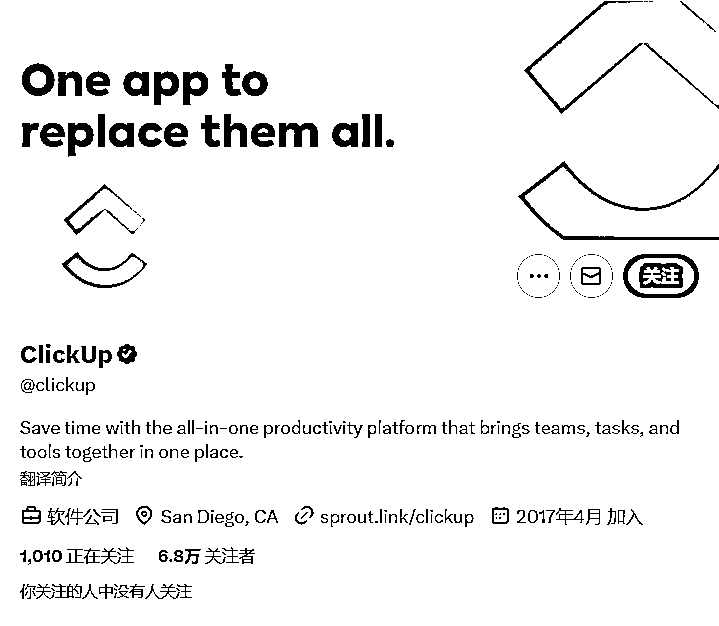 One app to
replace them all.
关注
ClickUp
@clickup
Save time with the all-in-one productivity platform that brings teams, tasks, and
tools together in one place.
翻译简介
软件公司 San Diego, CA sprout.link/clickup 2017年4月 加入
1,010 正在关注 6.8万 关注者
你关注的人中没有人关注